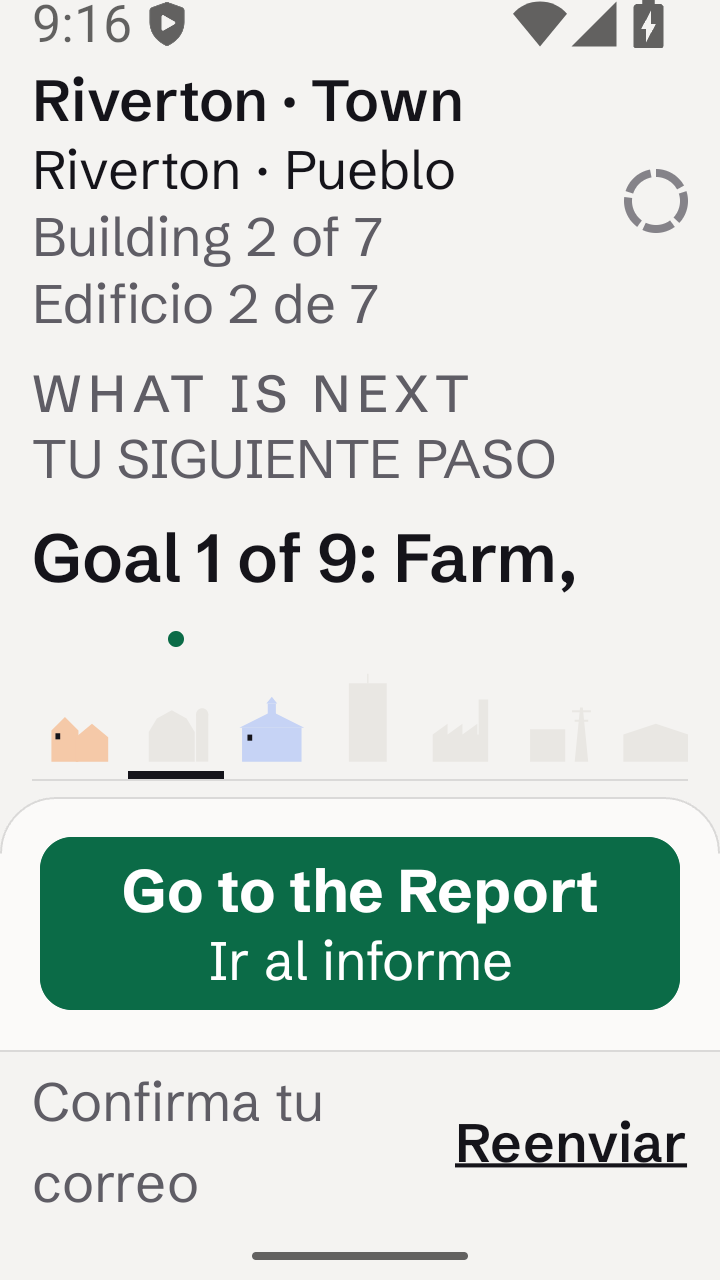 9:16
Riverton · Town
Riverton · Pueblo
Building 2 of 7
Edificio 2 de 7
WHAT IS NEXT
TU SIGUIENTE PASO
Goal 1 of 9: Farm,
Go to the Report
Ir al informe
Confirma tu
correo
Reenviar